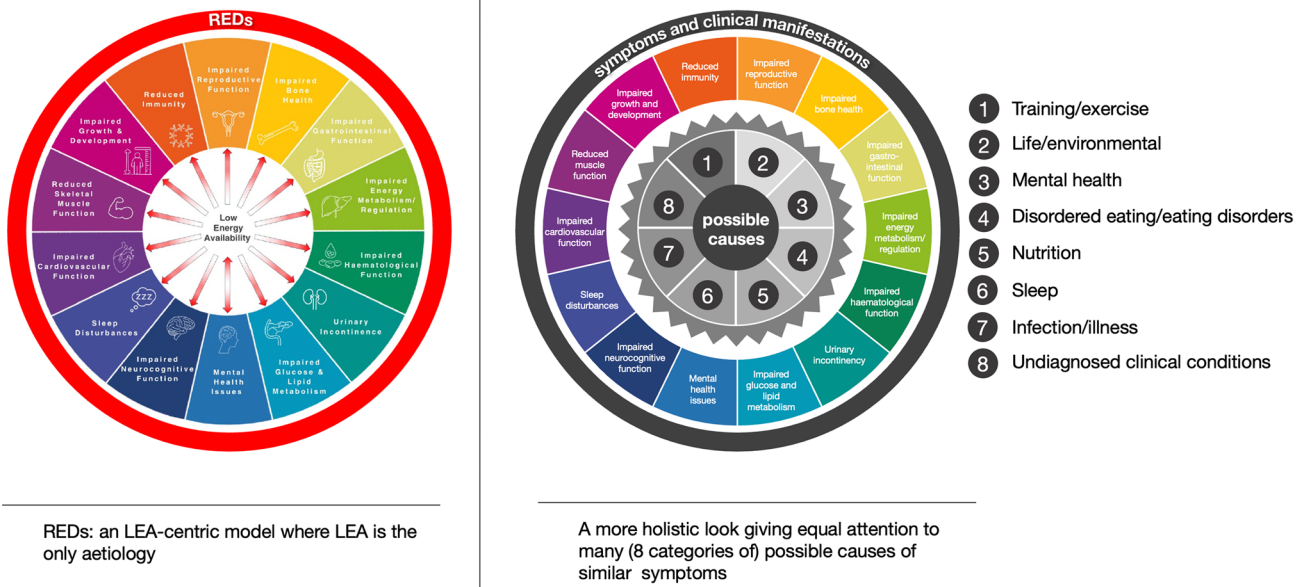 REDs
Impaired
Reproductive
Function
Impaired
Bone
Health
Impaired
Gastrointestinal
Function
Impaired
Energy
Metabolism/
Regulation
Impaired
Haematological
Function
Urinary
Incontinence
Impaired
Glucose &
Lipid
Metabolism
Mental
Health
Issues
Impaired
Neurocognitive
Function
Sleep
Disturbances
ZZZ
Impaired
Cardiovascular
Function
Reduced
Skeletal
Muscle
Function
Impaired
Growth &
Development
Reduced
Immunity
Low
Energy
Availability
REDs: an LEA-centric model where LEA is the
only aetiology
symptoms and clinical manifestations
Reduced
immunity
Impaired
reproductive
function
Impaired
bone health
Impaired
gastro-
intestinal
function
Impaired
energy
metabolism/
regulation
Impaired
haematological
function
Urinary
incontinency
Impaired
glucose and
lipid
metabolism
Mental
health
issues
Impaired
neurocognitive
function
Sleep
disturbances
Impaired
cardiovascular
function
Reduced
muscle
function
Impaired
growth and
development
possible
causes
1
2
3
4
5
6
7
8
1 Training/exercise
2 Life/environmental
3 Mental health
4 Disordered eating/eating disorders
5 Nutrition
6 Sleep
7 Infection/illness
8 Undiagnosed clinical conditions
A more holistic look giving equal attention to
many (8 categories of) possible causes of
similar symptoms